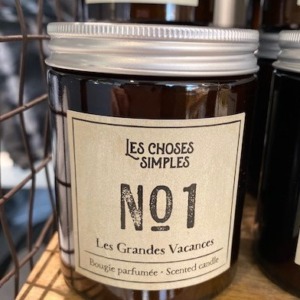 LES CHOSES
SIMPLES
No1
Les Grandes Vacances
Bougie parfumée • Scented candle